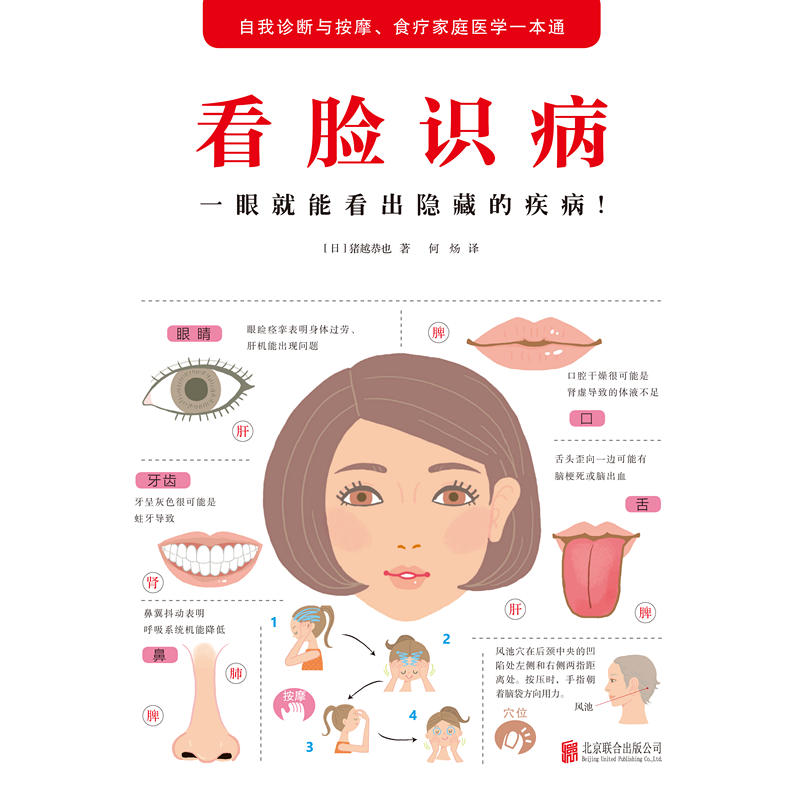 自我诊断与按摩、食疗家庭医学一本通
看脸识病
一眼就能看出隐藏的疾病！
［日］猪越恭也 著 何炀 译
眼睛
眼睑痉挛表明身体过劳、
肝机能出现问题
肝
脾
口腔干燥很可能是
肾虚导致的体液不足
口
牙齿
牙呈灰色很可能是
蛀牙导致
肾
舌头歪向一边可能有
脑梗死或脑出血
舌
肝
脾
鼻翼抖动表明
呼吸系统机能降低
鼻
肺
脾
1
2
按摩
3
4
风池穴在后颈中央的凹
陷处左侧和右侧两指距
离处。按压时，手指朝
着脑袋方向用力。
风池
穴位
北京联合出版公司
Beijing United Publishing Co.,Ltd.